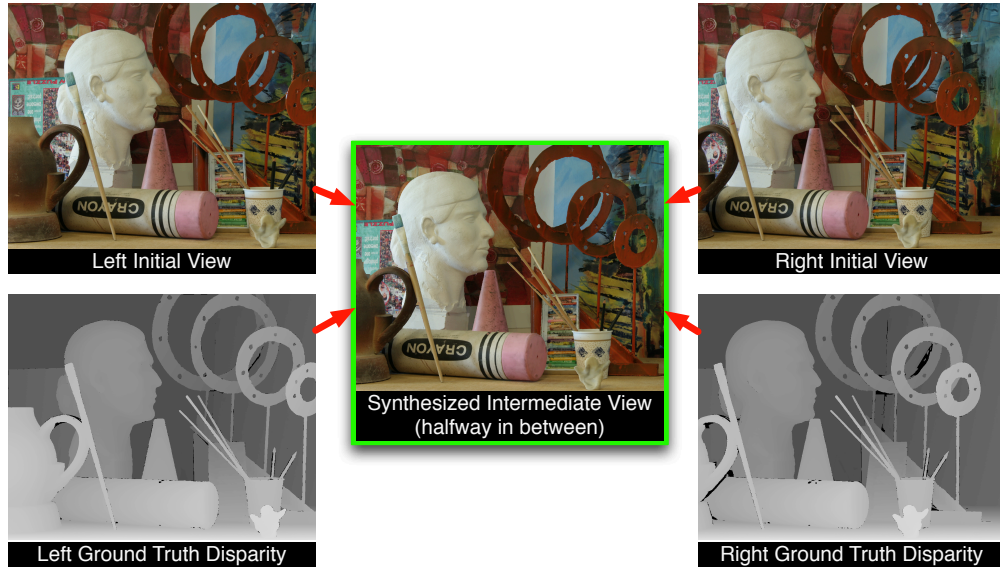 CRAYON
Left Initial View
CRAYON
Right Initial View
CRAYON
Synthesized Intermediate View
(halfway in between)
Left Ground Truth Disparity
Right Ground Truth Disparity